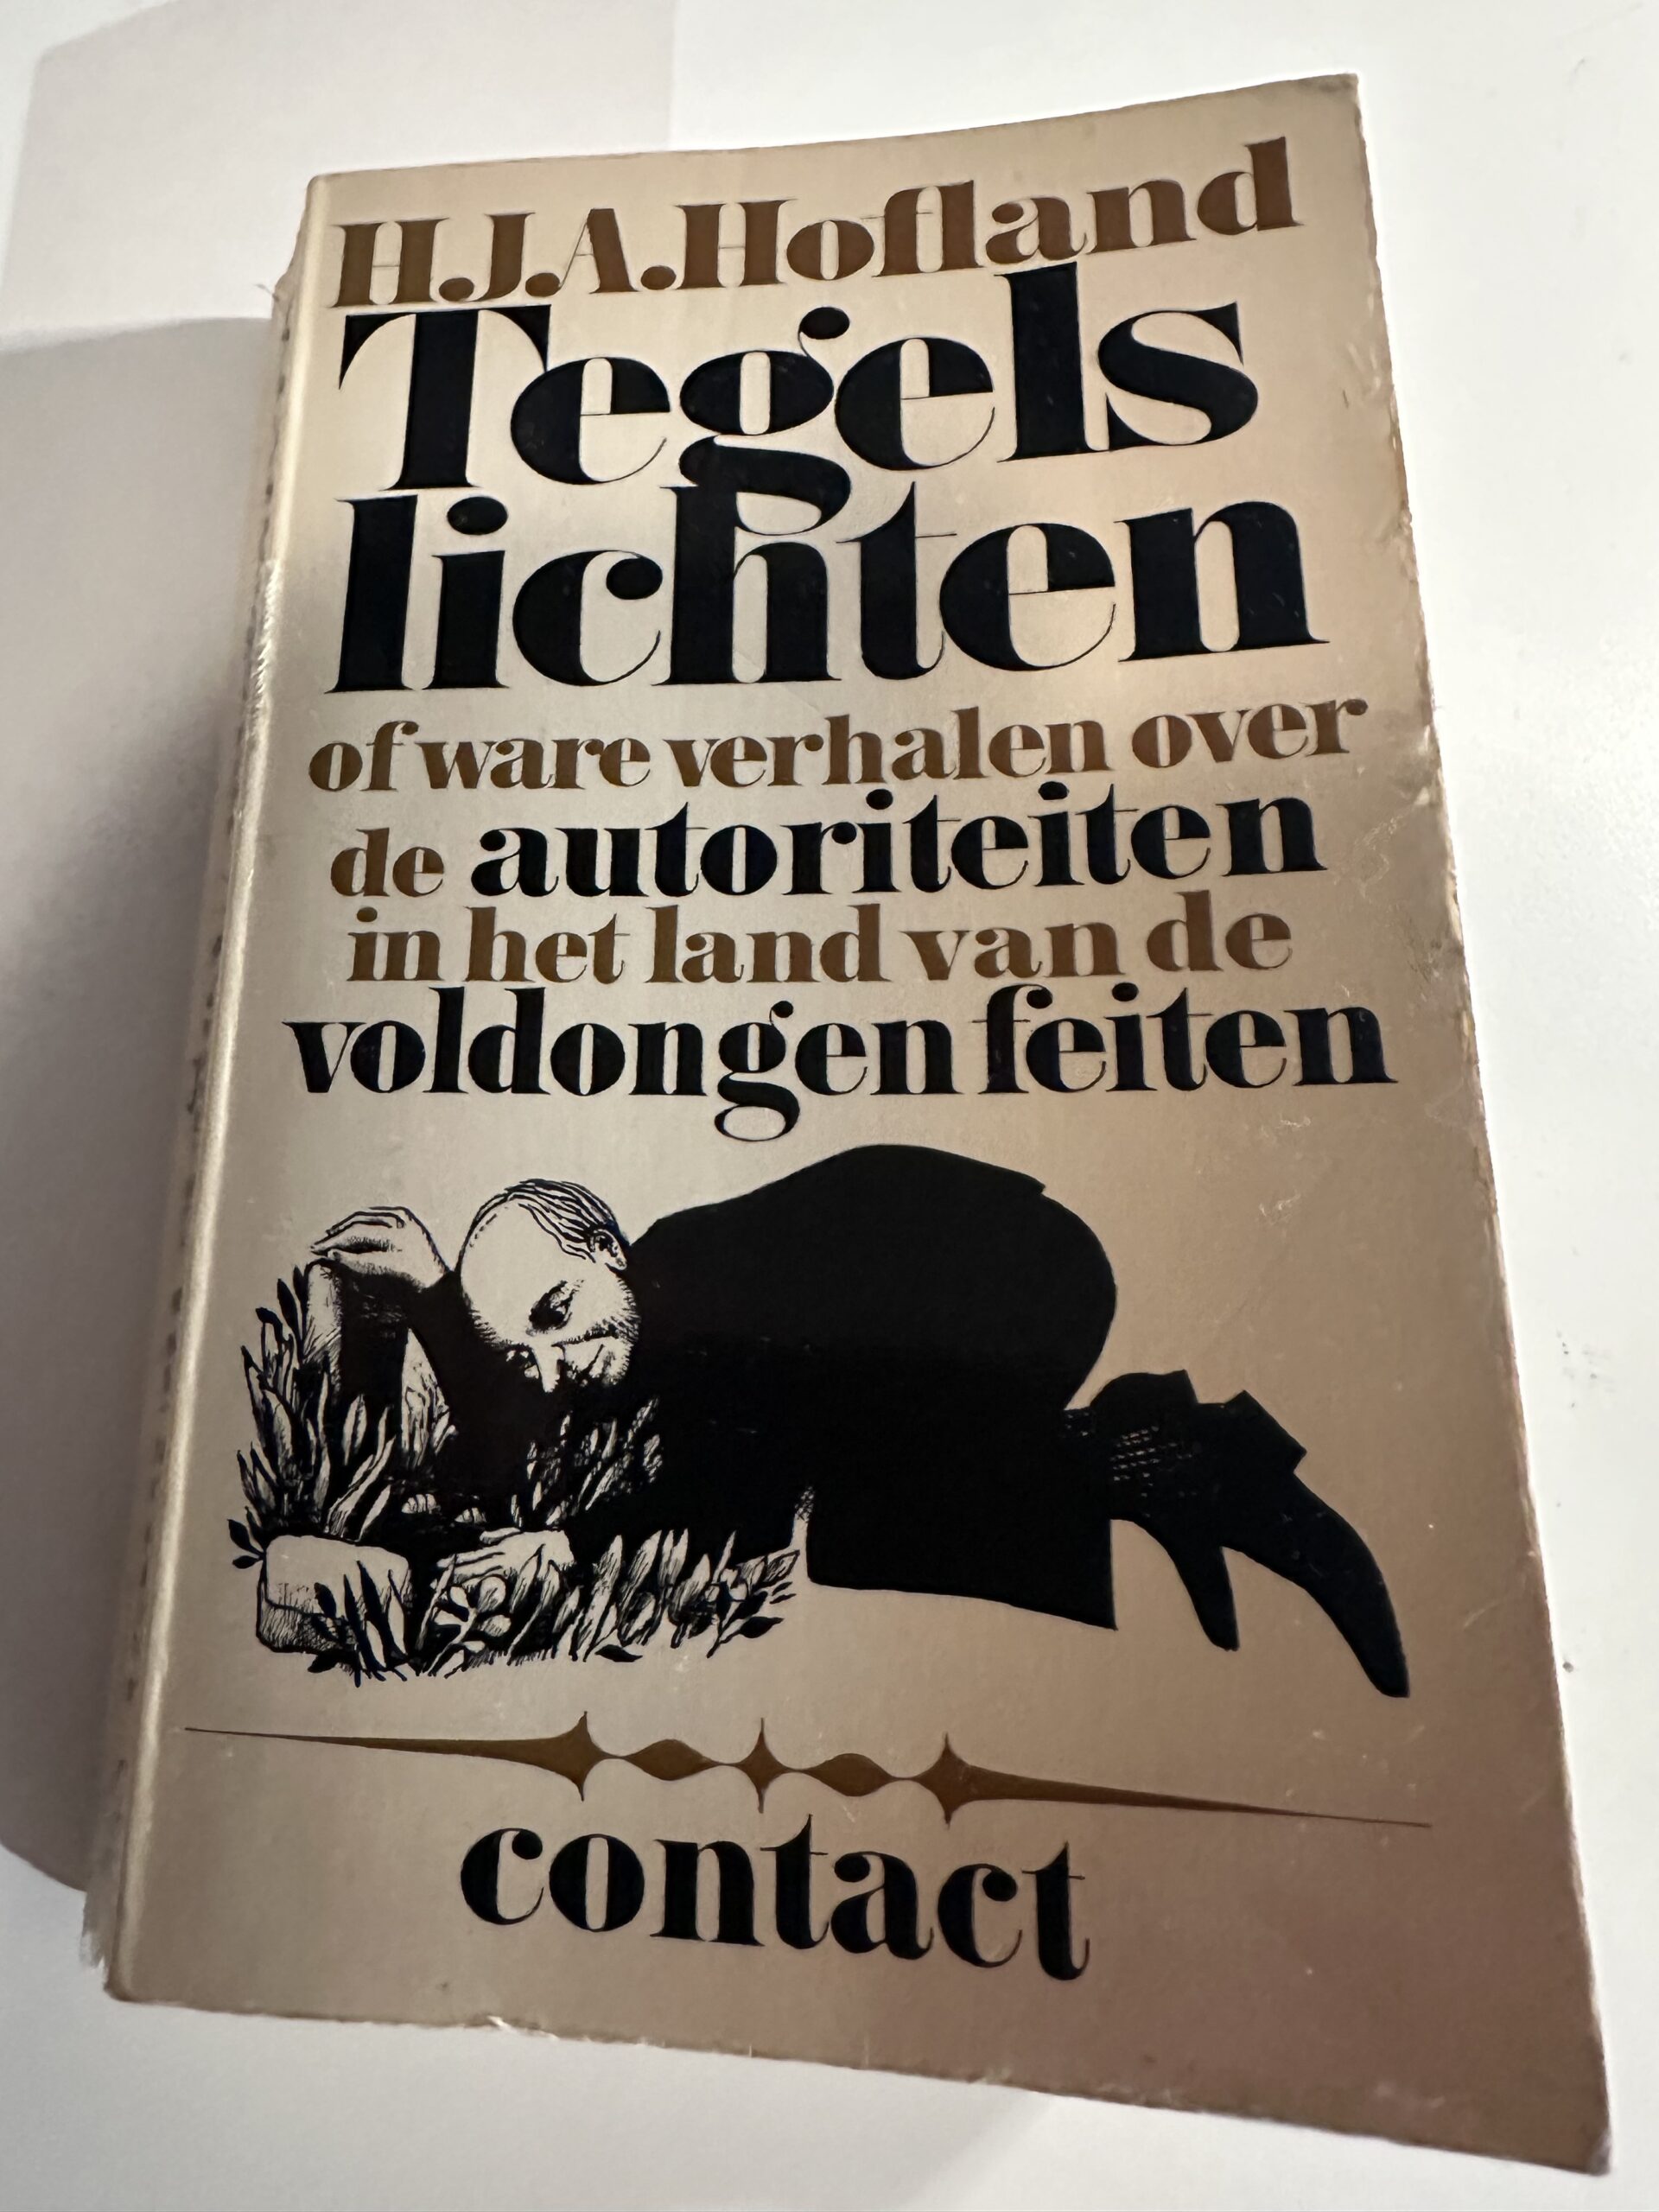 H.J.A.Hofland
Tegels
lichten
of ware verhalen over
de autoriteiten
in het land van de
voldongen feiten
contact